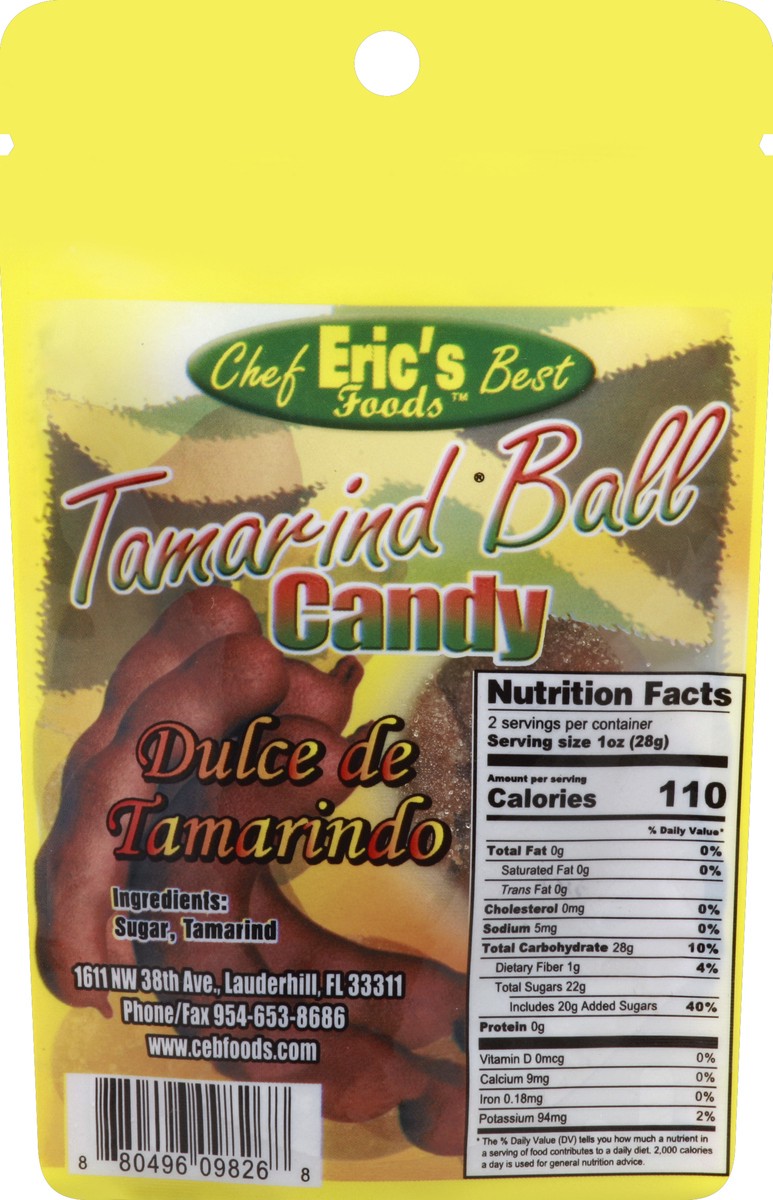 Chef Eric's Best
Foods™
Tamarind® Ball
Candy
Dulce de
Tamarindo
Ingredients:
Sugar, Tamarind
1611 NW 38th Ave., Lauderhill, FL 33311
Phone/Fax 954-653-8686
www.cebfoods.com
8 80496 09826 8
Nutrition Facts
2 servings per container
Serving size 1oz (28g)
Amount per serving
Calories 110
% Daily Value*
Total Fat 0g 0%
Saturated Fat 0g 0%
Trans Fat 0g
Cholesterol 0mg 0%
Sodium 5mg 0%
Total Carbohydrate 28g 10%
Dietary Fiber 1g 4%
Total Sugars 22g
Includes 20g Added Sugars 40%
Protein 0g
Vitamin D 0mcg 0%
Calcium 9mg 0%
Iron 0.18mg 0%
Potassium 94mg 2%
* The % Daily Value (DV) tells you how much a nutrient in
a serving of food contributes to a daily diet. 2,000 calories
a day is used for general nutrition advice.